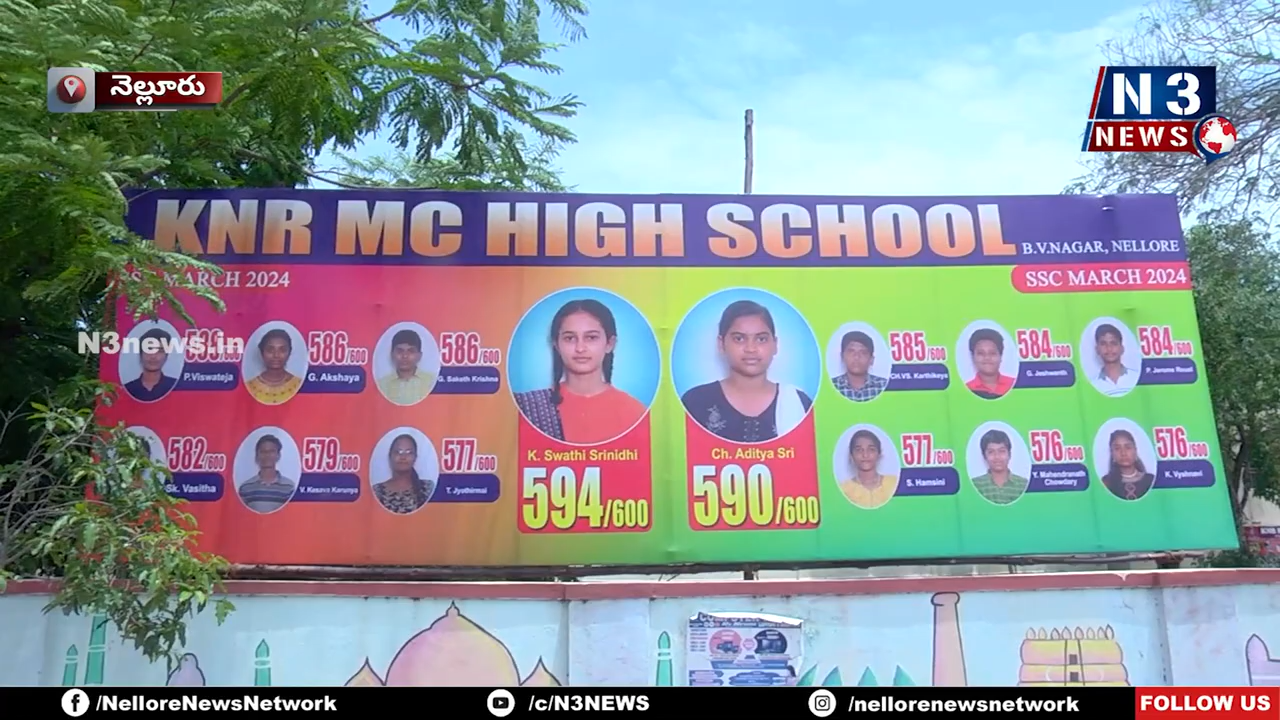 నెల్లూరు
N3
NEWS
KNR MC HIGH SCHOOL
B.V.NAGAR, NELLORE
MARCH 2024
SSC MARCH 2024
N3news.in
P.Viswateja
586/600
G. Akshaya
586/600
G. Saketh Krishna
K. Swathi Srinidhi
594/600
Ch. Aditya Sri
590/600
585/600
CH.VS. Karthikeya
584/600
G. Jeshwanth
584/600
P. Jerome Rouel
582/600
Sk. Vasitha
579/600
V. Kesava Karunya
577/600
T. Jyothirmai
577/600
S. Hamsini
576/600
Y. Mahendranath
Chowdary
576/600
K. Vyshnavi
/NelloreNewsNetwork
/c/N3NEWS
/nellorenewsnetwork
FOLLOW US